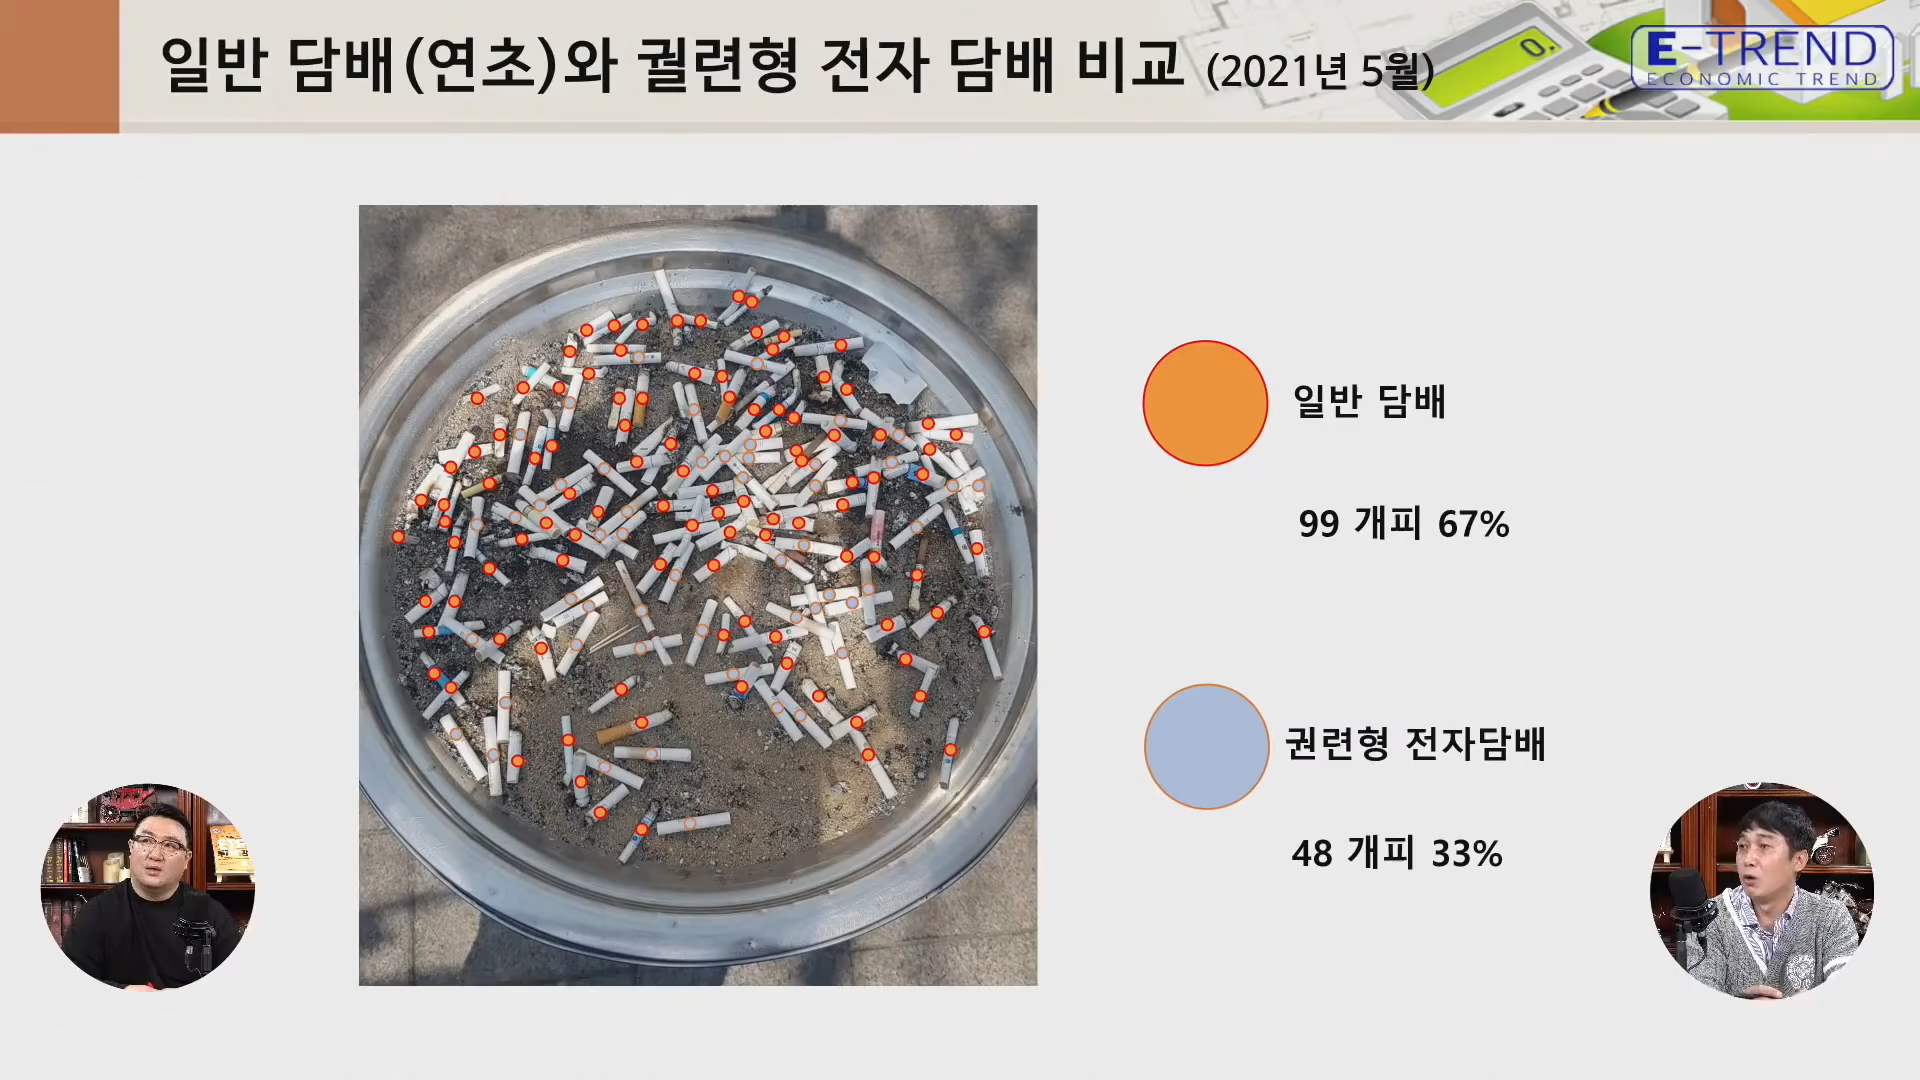 일반 담배(연초)와 궐련형 전자 담배 비교 (2021년 5월)
E-TREND
ECONOMIC TREND
일반 담배
99 개피 67%
권련형 전자담배
48 개피 33%